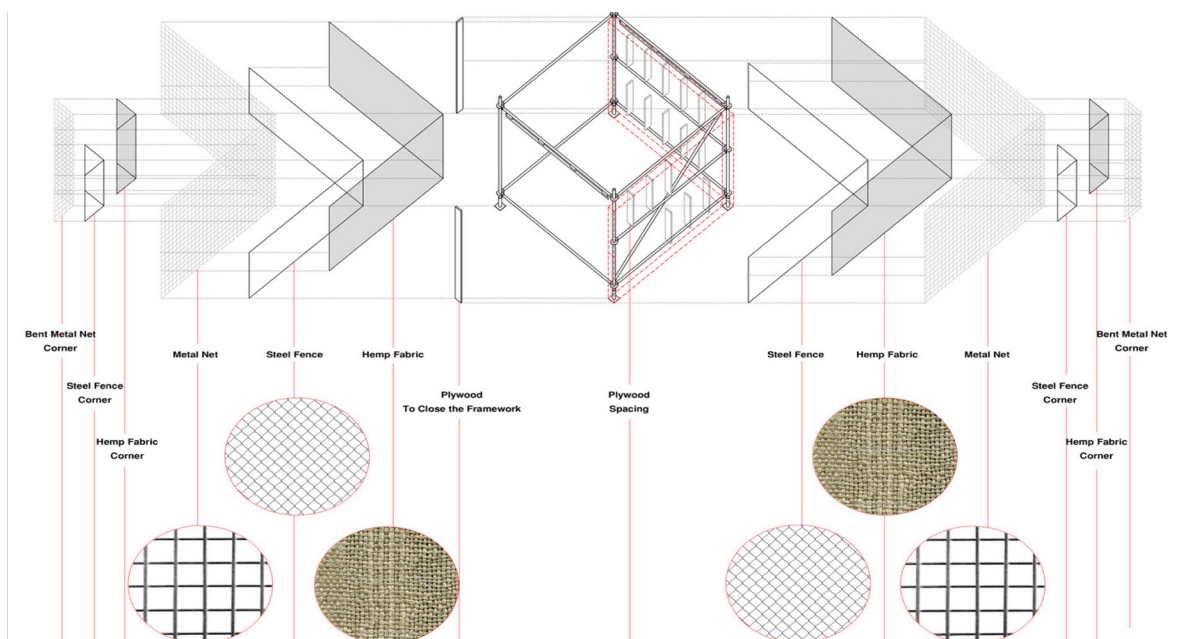 Bent Metal Net
Corner
Metal Net
Steel Fence
Hemp Fabric
Steel Fence
Corner
Plywood
To Close the Framework
Hemp Fabric
Corner
Plywood
Spacing
Steel Fence
Hemp Fabric
Metal Net
Bent Metal Net
Corner
Steel Fence
Corner
Hemp Fabric
Corner